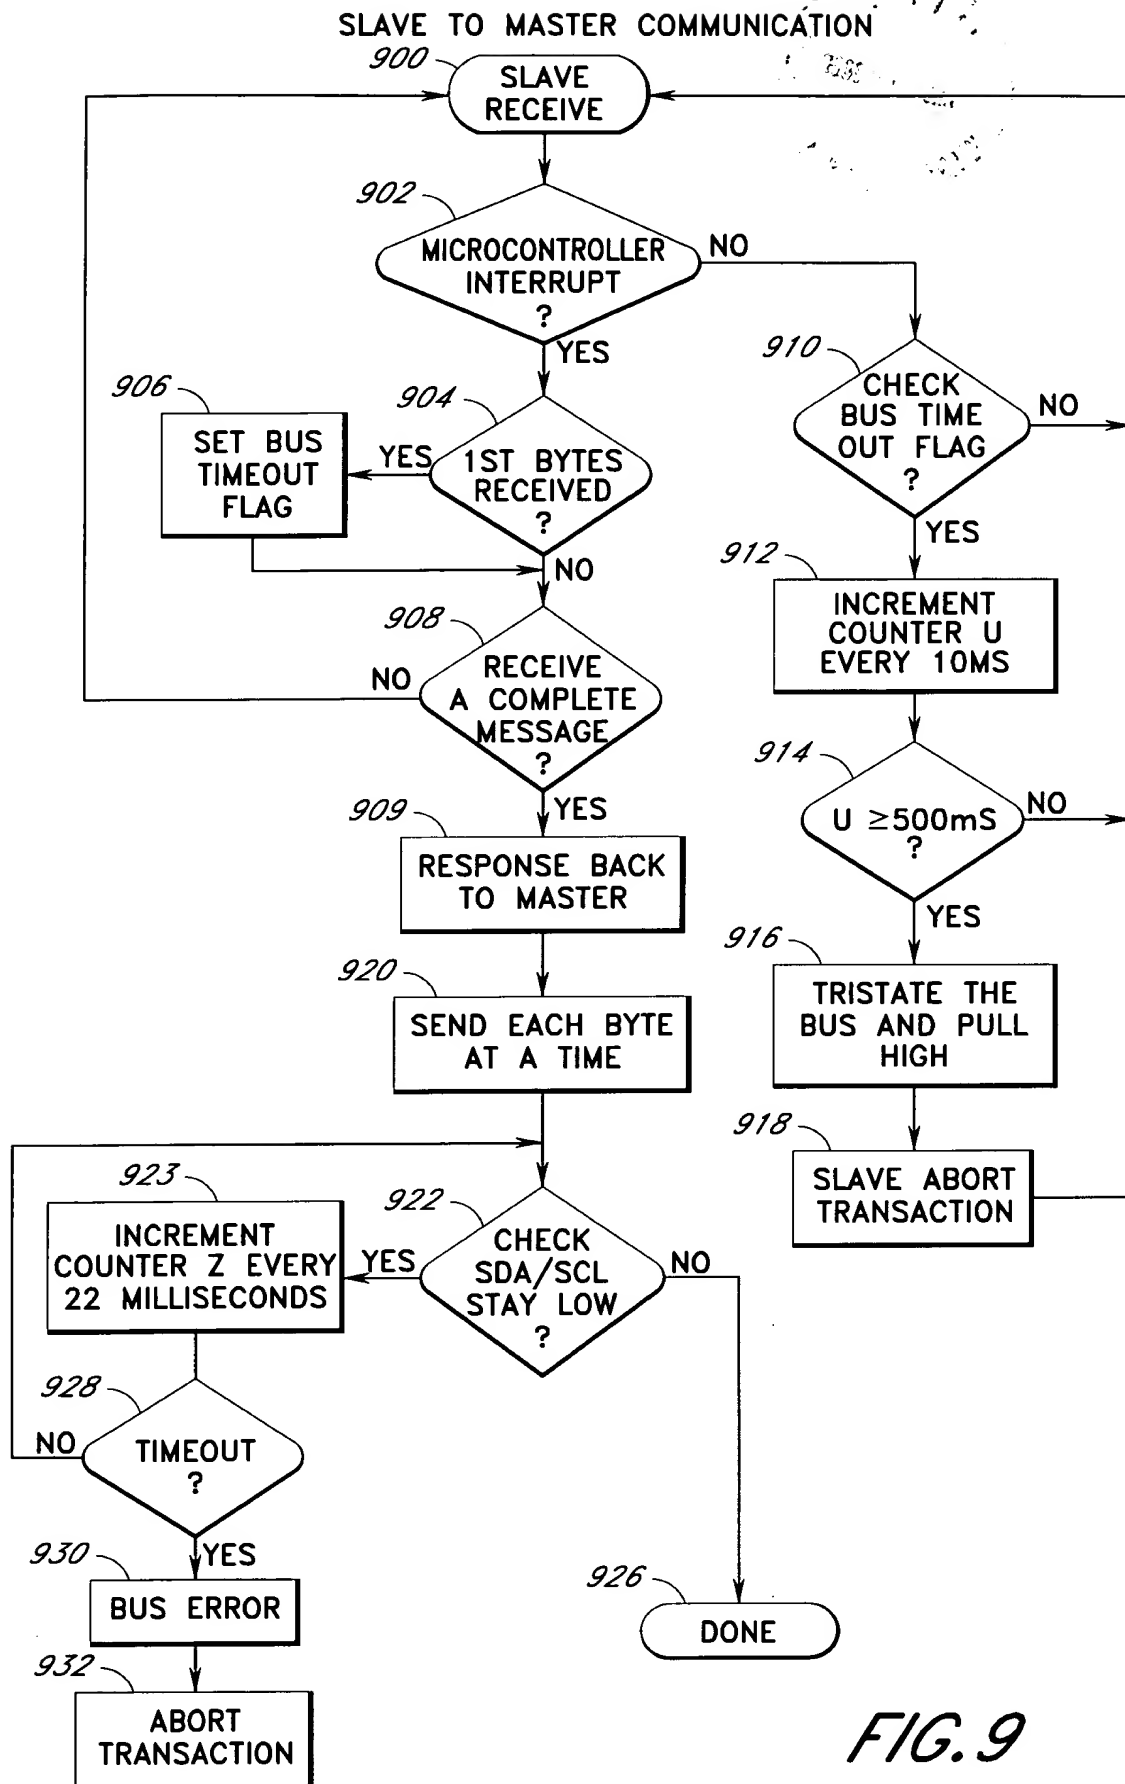 SLAVE TO MASTER COMMUNICATION
900
SLAVE
RECEIVE
902
MICROCONTROLLER
INTERRUPT
?
NO
YES
904
1ST BYTES
RECEIVED
?
YES
NO
906
SET BUS
TIMEOUT
FLAG
908
RECEIVE
A COMPLETE
MESSAGE
?
NO
YES
909
RESPONSE BACK
TO MASTER
910
CHECK
BUS TIME
OUT FLAG
?
NO
YES
912
INCREMENT
COUNTER U
EVERY 10MS
914
U ≥500mS
?
NO
YES
916
TRISTATE THE
BUS AND PULL
HIGH
918
SLAVE ABORT
TRANSACTION
920
SEND EACH BYTE
AT A TIME
922
CHECK
SDA/SCL
STAY LOW
?
YES
NO
923
INCREMENT
COUNTER Z EVERY
22 MILLISECONDS
928
TIMEOUT
?
NO
YES
930
BUS ERROR
932
ABORT
TRANSACTION
926
DONE
FIG. 9